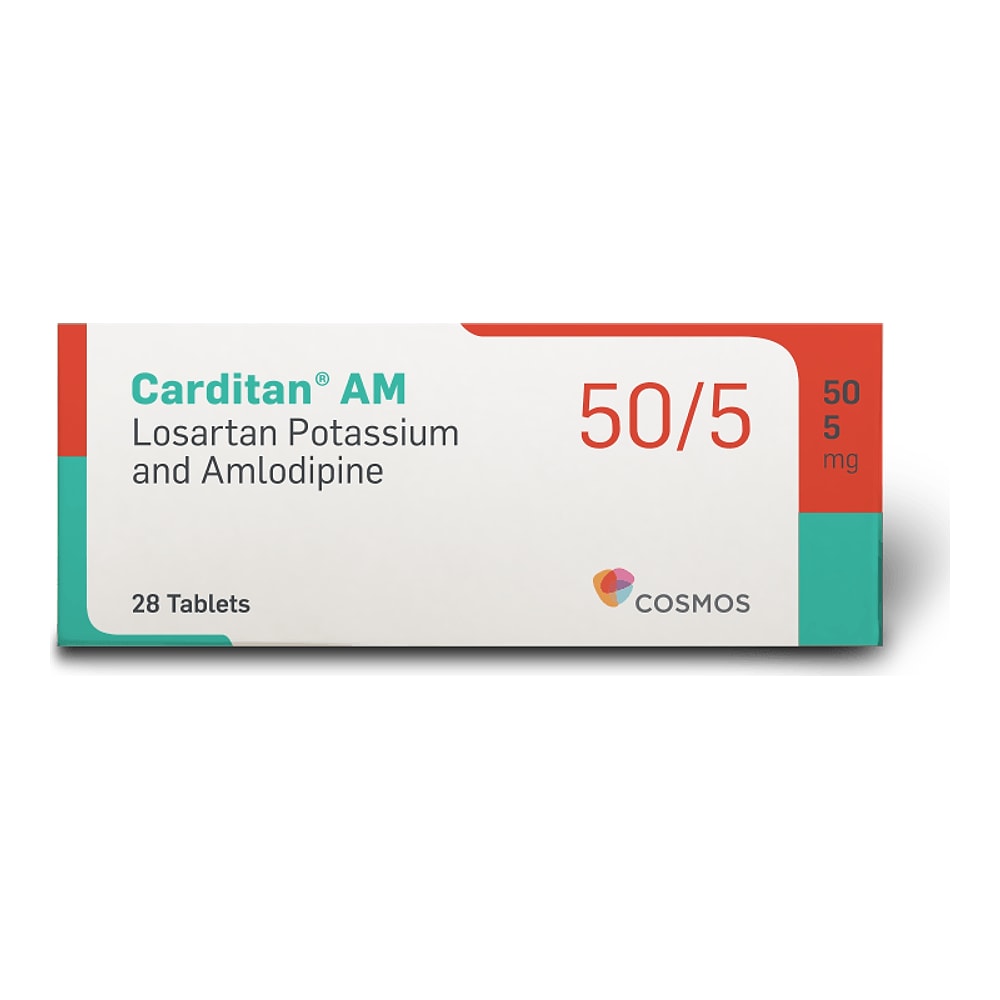 Carditan® AM
Losartan Potassium
and Amlodipine
50/5
50
5
mg
28 Tablets
COSMOS